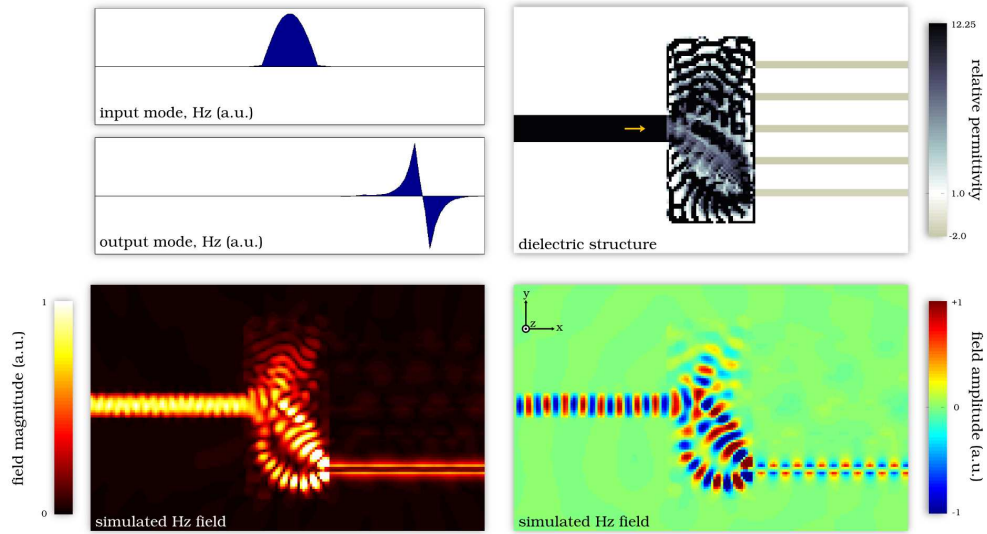 input mode, Hz (a.u.)
output mode, Hz (a.u.)
dielectric structure
12.25
1.0
-2.0
relative permittivity
1
0
field magnitude (a.u.)
simulated Hz field
y
z
x
simulated Hz field
+1
0
-1
field amplitude (a.u.)